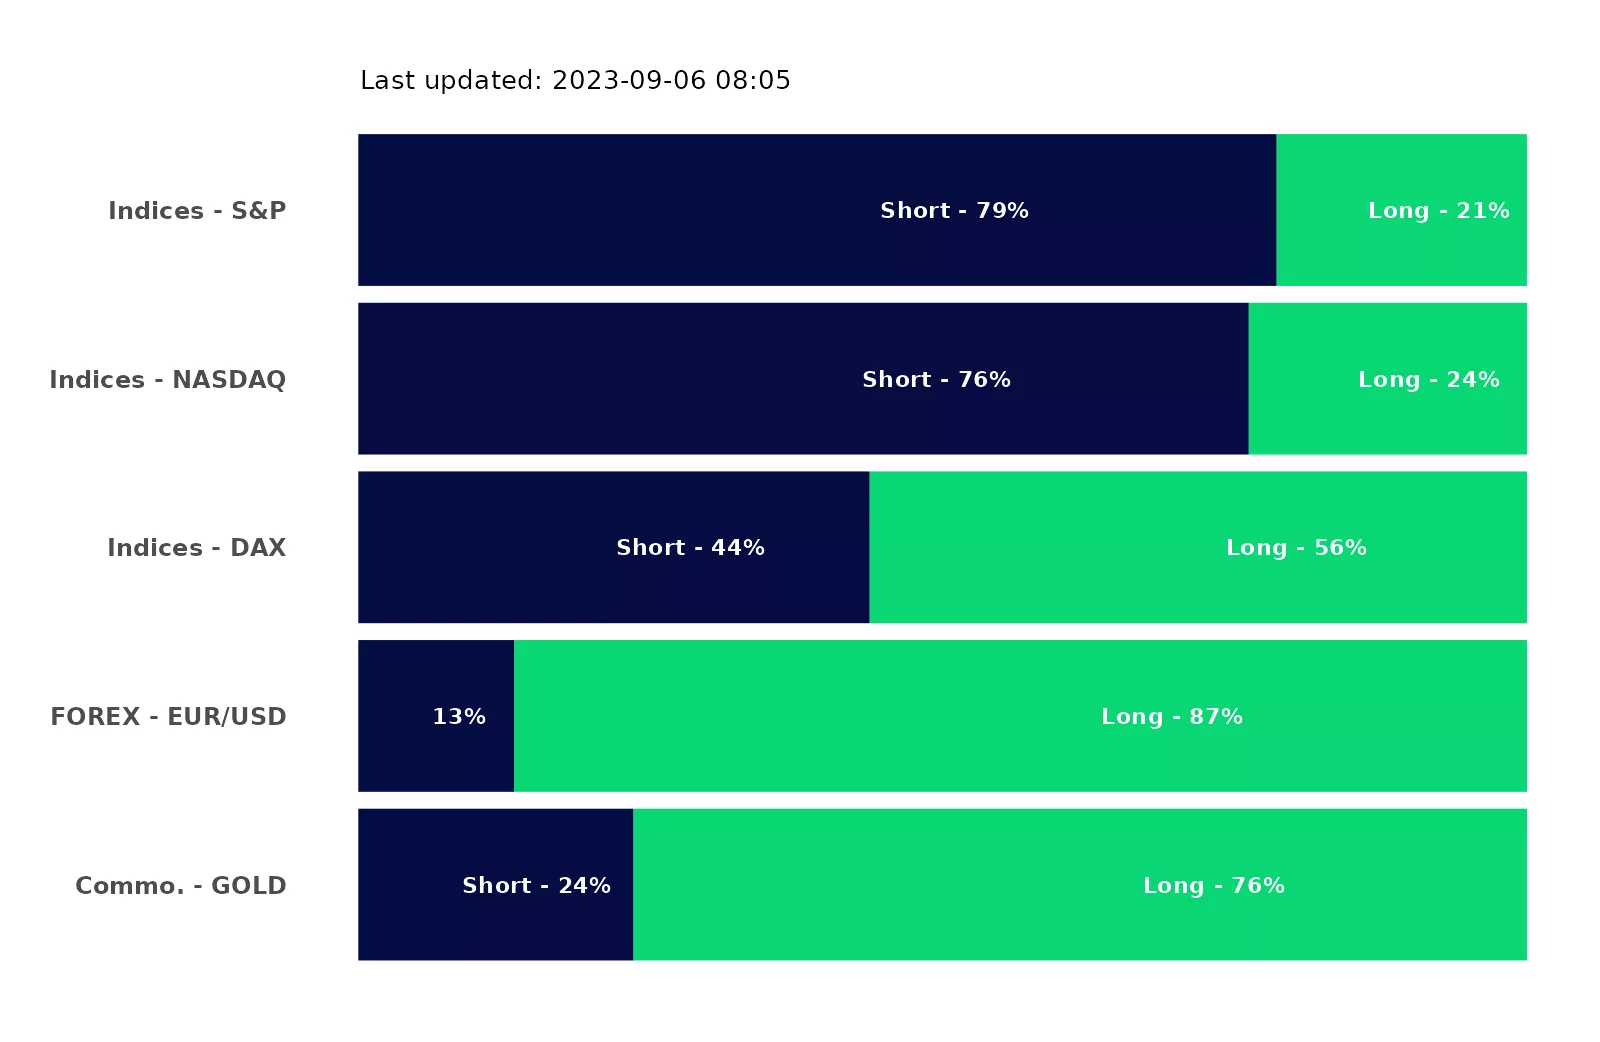 Last updated: 2023-09-06 08:05
Indices - S&P Short - 79% Long - 21%
Indices - NASDAQ Short - 76% Long - 24%
Indices - DAX Short - 44% Long - 56%
FOREX - EUR/USD 13% Long - 87%
Commo. - GOLD Short - 24% Long - 76%